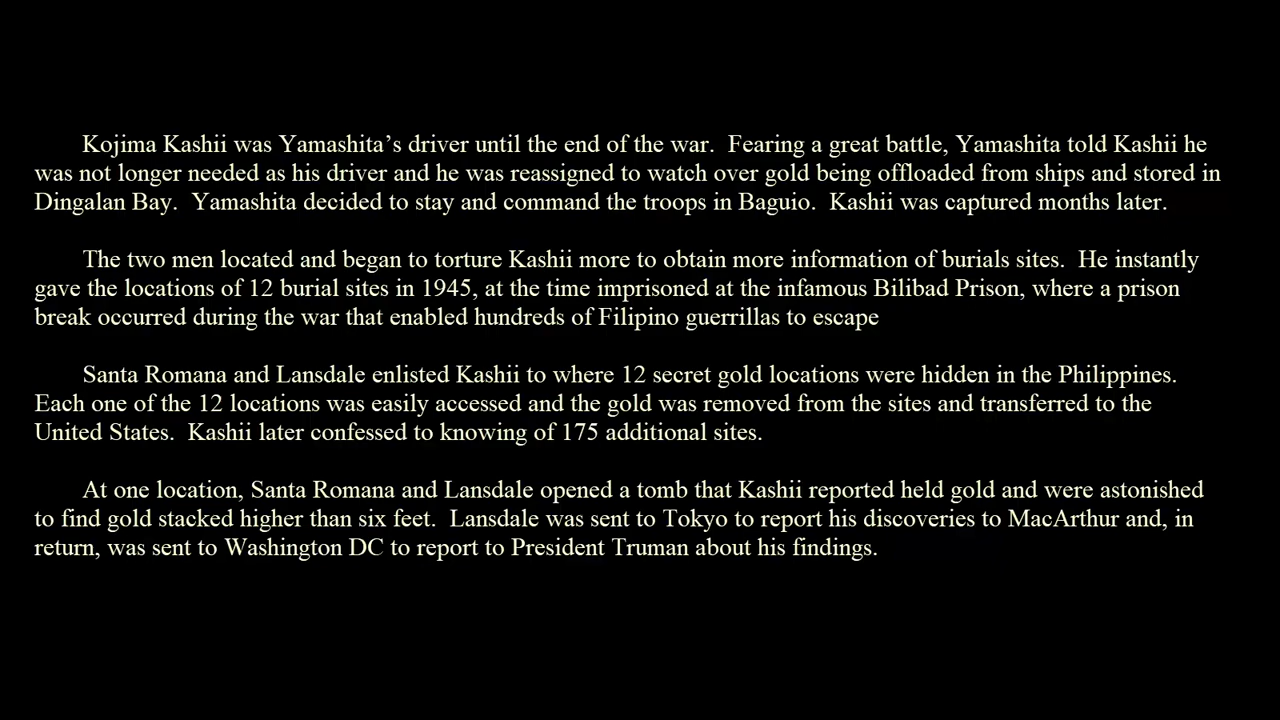 Kojima Kashii was Yamashita's driver until the end of the war. Fearing a great battle, Yamashita told Kashii he
was not longer needed as his driver and he was reassigned to watch over gold being offloaded from ships and stored in
Dingalan Bay. Yamashita decided to stay and command the troops in Baguio. Kashii was captured months later.
The two men located and began to torture Kashii more to obtain more information of burials sites. He instantly
gave the locations of 12 burial sites in 1945, at the time imprisoned at the infamous Bilibad Prison, where a prison
break occurred during the war that enabled hundreds of Filipino guerrillas to escape
Santa Romana and Lansdale enlisted Kashii to where 12 secret gold locations were hidden in the Philippines.
Each one of the 12 locations was easily accessed and the gold was removed from the sites and transferred to the
United States. Kashii later confessed to knowing of 175 additional sites.
At one location, Santa Romana and Lansdale opened a tomb that Kashii reported held gold and were astonished
to find gold stacked higher than six feet. Lansdale was sent to Tokyo to report his discoveries to MacArthur and, in
return, was sent to Washington DC to report to President Truman about his findings.